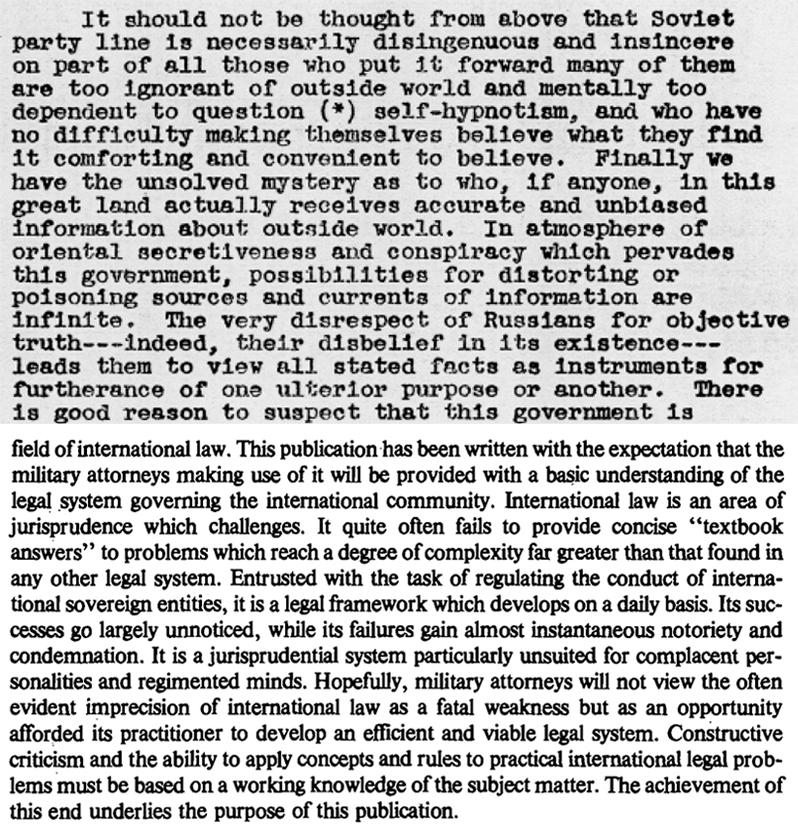 It should not be thought from above that Soviet
party line is necessarily disingenuous and insincere
on part of all those who put it forward many of them
are too ignorant of outside world and mentally too
dependent to question (*) self-hypnotism, and who have
no difficulty making themselves believe what they find
it comforting and convenient to believe. Finally we
have the unsolved mystery as to who, if anyone, in this
great land actually receives accurate and unbiased
information about outside world. In atmosphere of
oriental secretiveness and conspiracy which pervades
this government, possibilities for distorting or
poisoning sources and currents of information are
infinite. The very disrespect of Russians for objective
truth---indeed, their disbelief in its existence---
leads them to view all stated facts as instruments for
furtherance of one ulterior purpose or another. There
is good reason to suspect that this government is
field of international law. This publication has been written with the expectation that the
military attorneys making use of it will be provided with a basic understanding of the
legal system governing the international community. International law is an area of
jurisprudence which challenges. It quite often fails to provide concise “textbook
answers” to problems which reach a degree of complexity far greater than that found in
any other legal system. Entrusted with the task of regulating the conduct of interna-
tional sovereign entities, it is a legal framework which develops on a daily basis. Its suc-
cesses go largely unnoticed, while its failures gain almost instantaneous notoriety and
condemnation. It is a jurisprudential system particularly unsuited for complacent per-
sonalities and regimented minds. Hopefully, military attorneys will not view the often
evident imprecision of international law as a fatal weakness but as an opportunity
afforded its practitioner to develop an efficient and viable legal system. Constructive
criticism and the ability to apply concepts and rules to practical international legal prob-
lems must be based on a working knowledge of the subject matter. The achievement of
this end underlies the purpose of this publication.